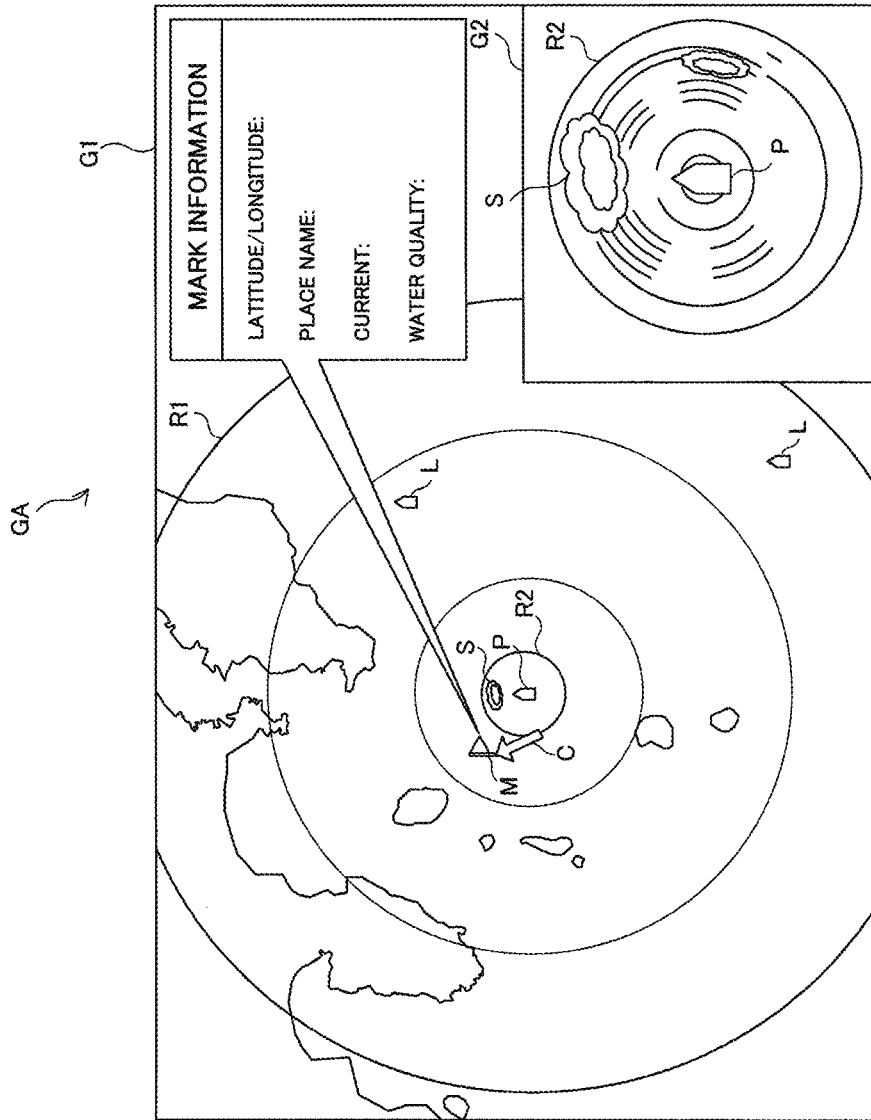 GA
G1
R1
MARK INFORMATION
LATITUDE/LONGITUDE:
PLACE NAME:
CURRENT:
WATER QUALITY:
G2
R2
S
P
L
L
S
P
R2
M
C